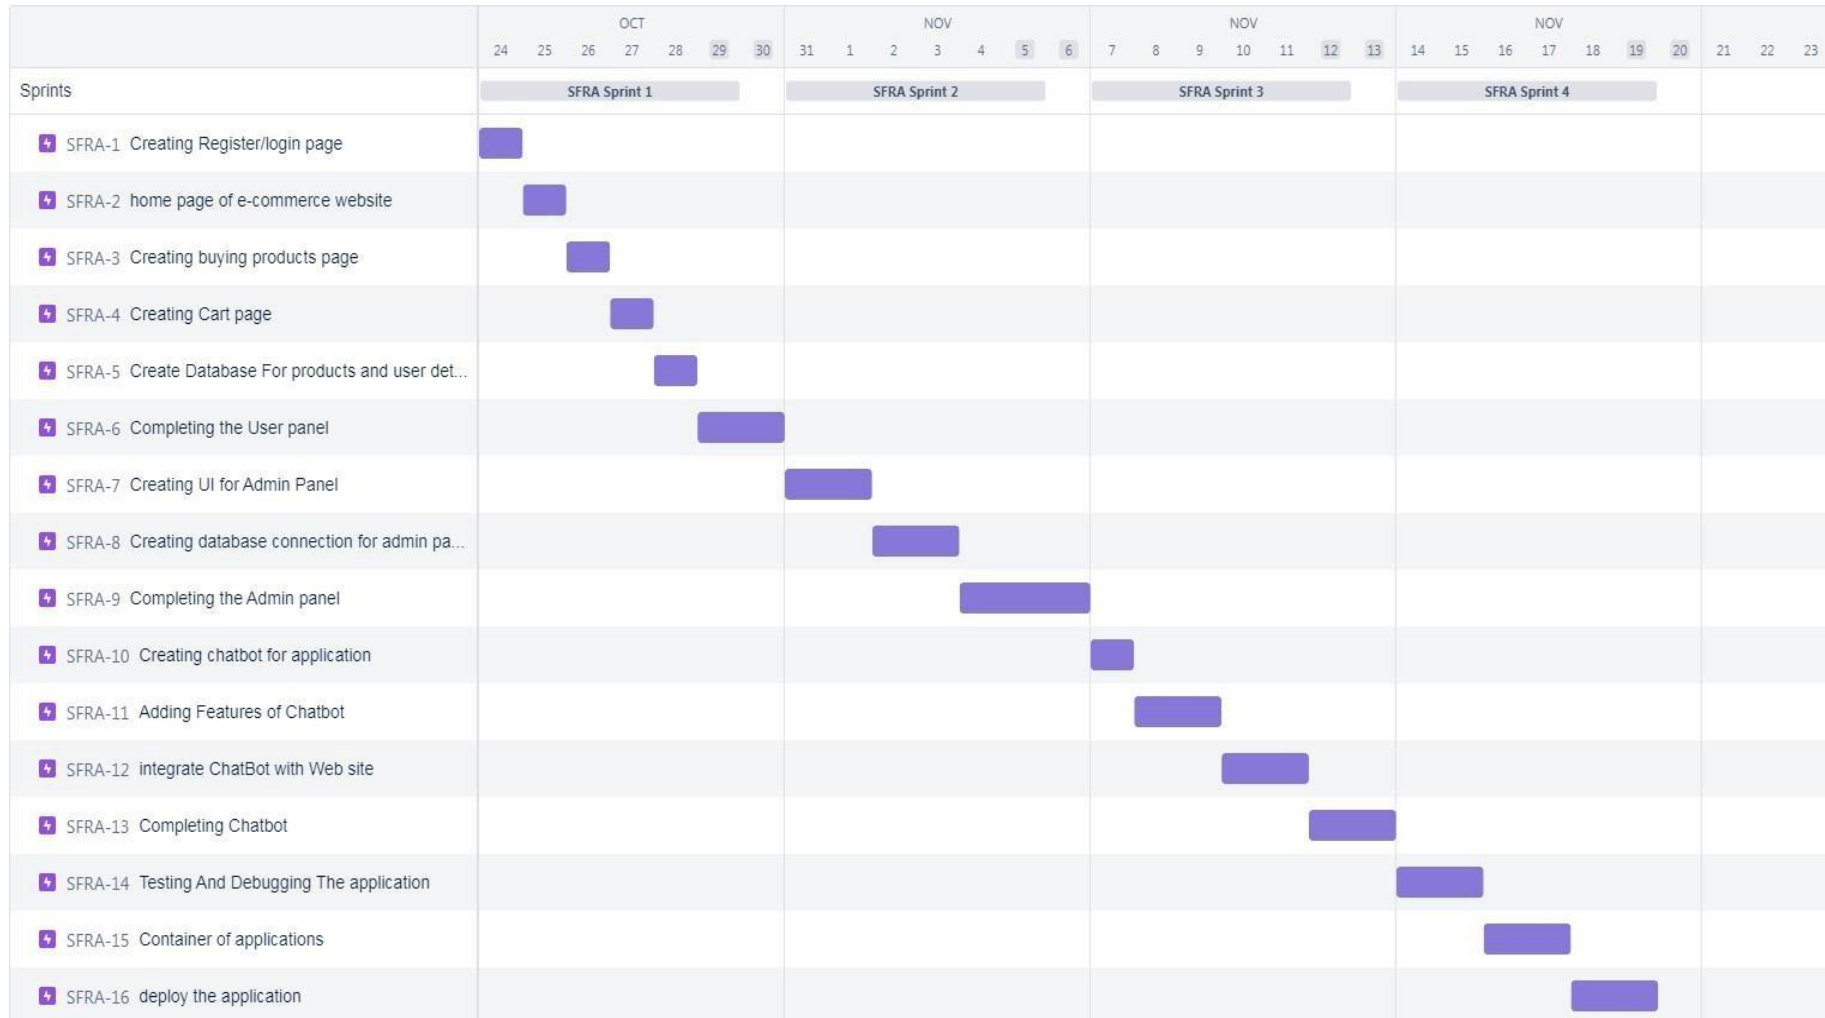 OCT NOV NOV NOV
24 25 26 27 28 29 30 31 1 2 3 4 5 6 7 8 9 10 11 12 13 14 15 16 17 18 19 20 21 22 23
Sprints SFRA Sprint 1 SFRA Sprint 2 SFRA Sprint 3 SFRA Sprint 4
SFRA-1 Creating Register/login page
SFRA-2 home page of e-commerce website
SFRA-3 Creating buying products page
SFRA-4 Creating Cart page
SFRA-5 Create Database For products and user det...
SFRA-6 Completing the User panel
SFRA-7 Creating UI for Admin Panel
SFRA-8 Creating database connection for admin pa...
SFRA-9 Completing the Admin panel
SFRA-10 Creating chatbot for application
SFRA-11 Adding Features of Chatbot
SFRA-12 integrate ChatBot with Web site
SFRA-13 Completing Chatbot
SFRA-14 Testing And Debugging The application
SFRA-15 Container of applications
SFRA-16 deploy the application